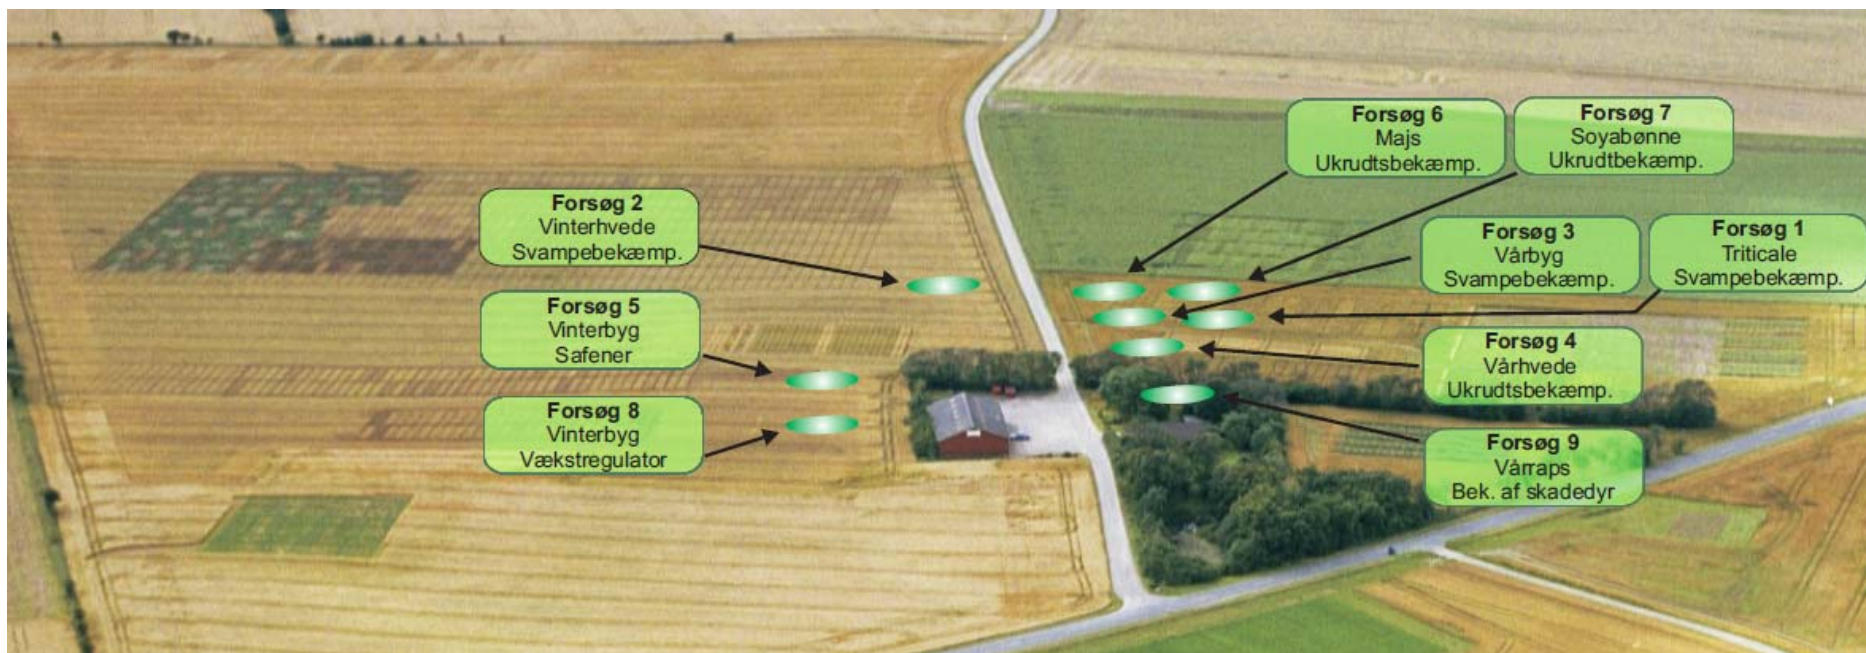 Forsøg 6
Majs
Ukrudtsbekæmp.
Forsøg 7
Soyabønne
Ukrudtbekæmp.
Forsøg 2
Vinterhvede
Svampebekæmp.
Forsøg 3
Vårbyg
Svampebekæmp.
Forsøg 1
Triticale
Svampebekæmp.
Forsøg 5
Vinterbyg
Safener
Forsøg 4
Vårhvede
Ukrudtsbekæmp.
Forsøg 8
Vinterbyg
Vækstregulator
Forsøg 9
Vårraps
Bek. af skadedyr